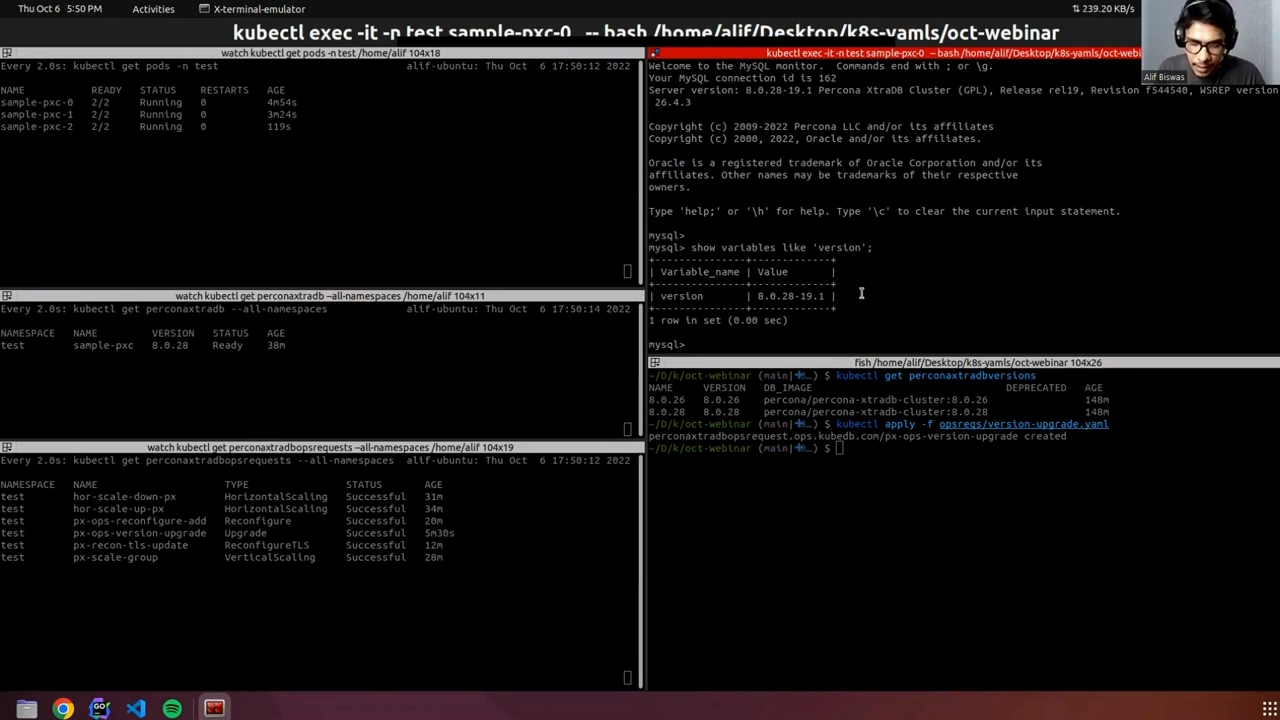 Thu Oct 6 5:50 PM Activities X-terminal-emulator 239.20 KB/s
kubectl exec -it -n test sample-pxc-0 -- bash /home/alif/Desktop/k8s-yamls/oct-webinar
watch kubectl get pods -n test /home/alif 104x18
Every 2.0s: kubectl get pods -n test alif-ubuntu: Thu Oct 6 17:50:12 2022
NAME READY STATUS RESTARTS AGE
sample-pxc-0 2/2 Running 0 4m54s
sample-pxc-1 2/2 Running 0 3m24s
sample-pxc-2 2/2 Running 0 119s
watch kubectl get perconaxtradb --all-namespaces /home/alif 104x11
Every 2.0s: kubectl get perconaxtradb --all-namespaces alif-ubuntu: Thu Oct 6 17:50:14 2022
NAMESPACE NAME VERSION STATUS AGE
test sample-pxc 8.0.28 Ready 38m
watch kubectl get perconaxtradbopsrequests --all-namespaces /home/alif 104x19
Every 2.0s: kubectl get perconaxtradbopsrequests --all-namespaces alif-ubuntu: Thu Oct 6 17:50:12 2022
NAMESPACE NAME TYPE STATUS AGE
test hor-scale-down-px HorizontalScaling Successful 31m
test hor-scale-up-px HorizontalScaling Successful 34m
test px-ops-reconfigure-add Reconfigure Successful 20m
test px-ops-version-upgrade Upgrade Successful 5m30s
test px-recon-tls-update ReconfigureTLS Successful 12m
test px-scale-group VerticalScaling Successful 28m
kubectl exec -it -n test sample-pxc-0 -- bash /home/alif/Desktop/k8s-yamls/oct-webi
Alif Biswas
Welcome to the MySQL monitor. Commands end with ; or \g.
Your MySQL connection id is 162
Server version: 8.0.28-19.1 Percona XtraDB Cluster (GPL), Release rel19, Revision f544540, WSREP version
26.4.3
Copyright (c) 2009-2022 Percona LLC and/or its affiliates
Copyright (c) 2000, 2022, Oracle and/or its affiliates.
Oracle is a registered trademark of Oracle Corporation and/or its
affiliates. Other names may be trademarks of their respective
owners.
Type 'help;' or '\h' for help. Type '\c' to clear the current input statement.
mysql>
mysql> show variables like 'version';
+---------------+-------------+
| Variable_name | Value |
+---------------+-------------+
| version | 8.0.28-19.1 |
+---------------+-------------+
1 row in set (0.00 sec)
mysql>
fish /home/alif/Desktop/k8s-yamls/oct-webinar 104x26
~/D/k/oct-webinar (main| $ kubectl get perconaxtradbversions
NAME VERSION DB_IMAGE DEPRECATED AGE
8.0.26 8.0.26 percona/percona-xtradb-cluster:8.0.26 148m
8.0.28 8.0.28 percona/percona-xtradb-cluster:8.0.28 148m
~/D/k/oct-webinar (main| $ kubectl apply -f opsreqs/version-upgrade.yaml
perconaxtradbopsrequest.ops.kubedb.com/px-ops-version-upgrade created
~/D/k/oct-webinar (main| $